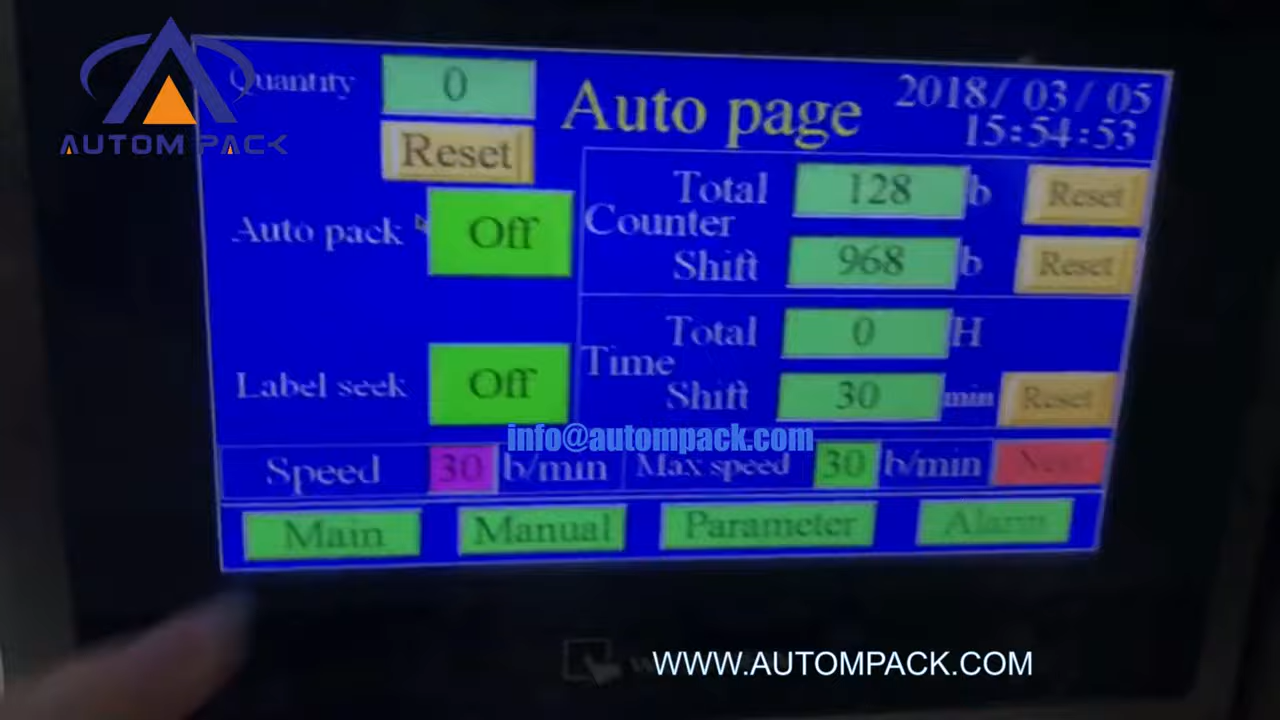 AUTOM PACK
Quantity 0
Reset
Auto page
2018/ 03/ 05
15:54:53
Auto pack Off
Label seek Off
Counter
Total 128 b Reset
Shift 968 b Reset
Time
Total 0 H
Shift 30 min Reset
info@autompack.com
Speed 30 b/min Max speed 30 b/min Next
Main Manual Parameter Alarm
WWW.AUTOMPACK.COM